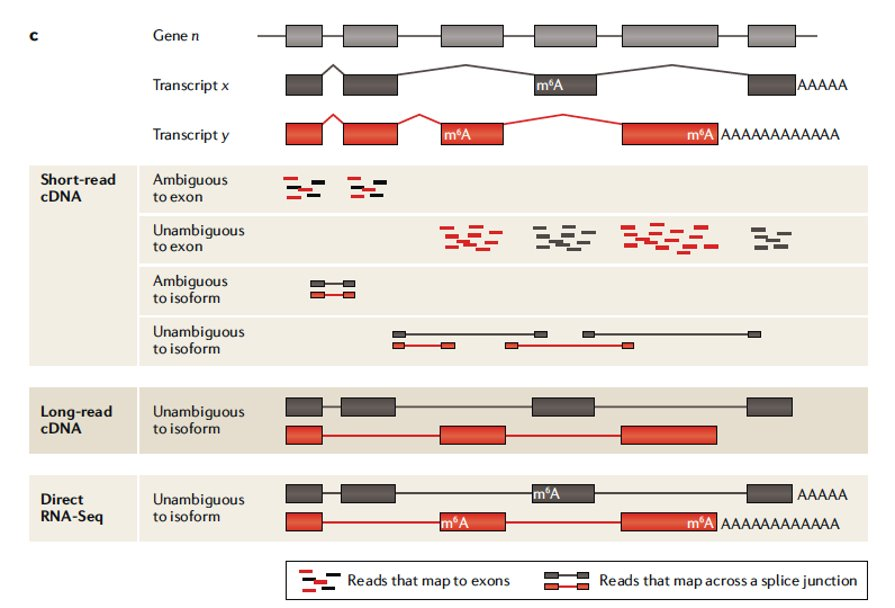 c
Gene n
Transcript x
m⁶A
AAAAA
Transcript y
m⁶A
m⁶A
AAAAAAAAAAAA
Short-read
cDNA
Ambiguous
to exon
Unambiguous
to exon
Ambiguous
to isoform
Unambiguous
to isoform
Long-read
cDNA
Unambiguous
to isoform
Direct
RNA-Seq
Unambiguous
to isoform
m⁶A
AAAAA
m⁶A
m⁶A
AAAAAAAAAAAA
Reads that map to exons
Reads that map across a splice junction